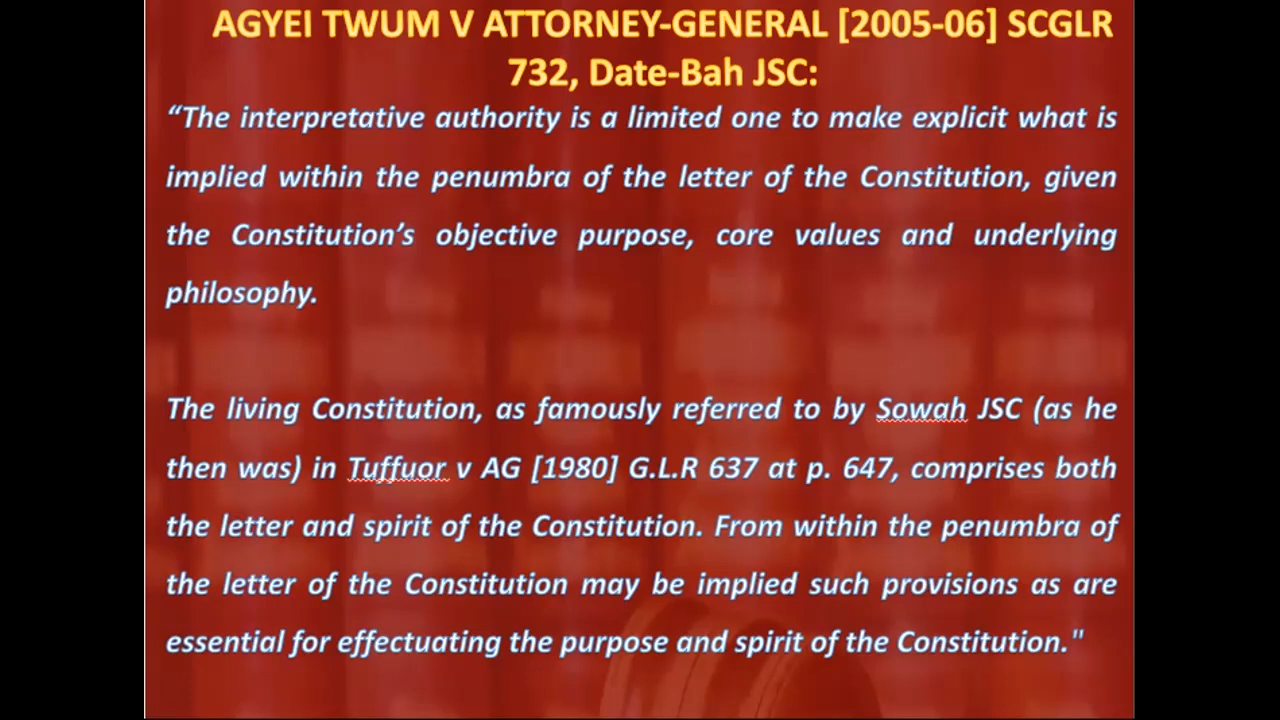 AGYEI TWUM V ATTORNEY-GENERAL [2005-06] SCGLR
732, Date-Bah JSC:
“The interpretative authority is a limited one to make explicit what is
implied within the penumbra of the letter of the Constitution, given
the Constitution’s objective purpose, core values and underlying
philosophy.
The living Constitution, as famously referred to by Sowah JSC (as he
then was) in Tuffuor v AG [1980] G.L.R 637 at p. 647, comprises both
the letter and spirit of the Constitution. From within the penumbra of
the letter of the Constitution may be implied such provisions as are
essential for effectuating the purpose and spirit of the Constitution."